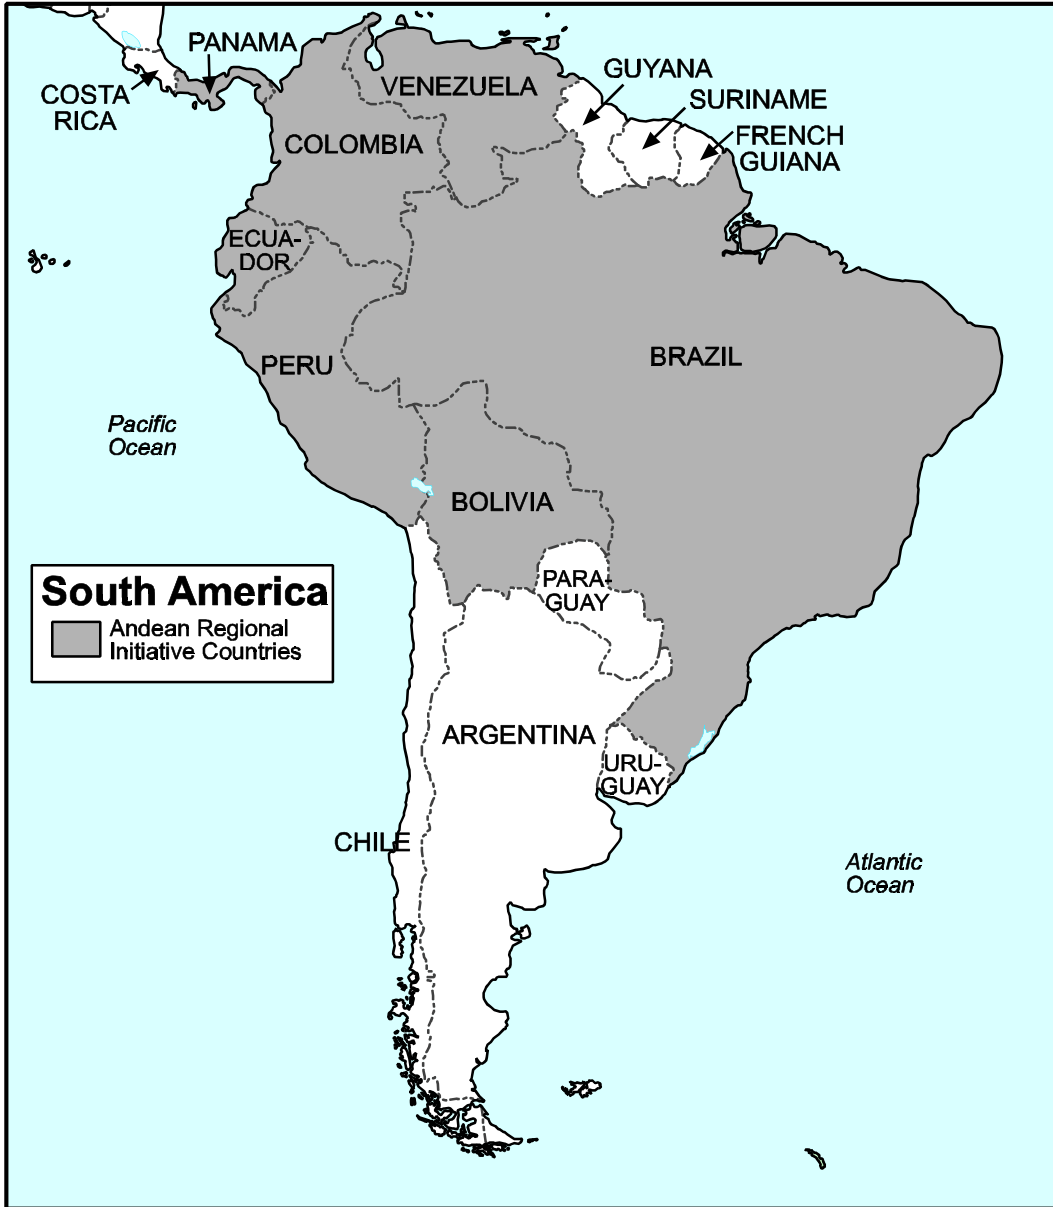 PANAMA
COSTA
RICA
VENEZUELA
COLOMBIA
GUYANA
SURINAME
FRENCH
GUIANA
ECUA-
DOR
PERU
BRAZIL
Pacific
Ocean
BOLIVIA
PARA-
GUAY
South America
Andean Regional
Initiative Countries
ARGENTINA
URU-
GUAY
CHILE
Atlantic
Ocean